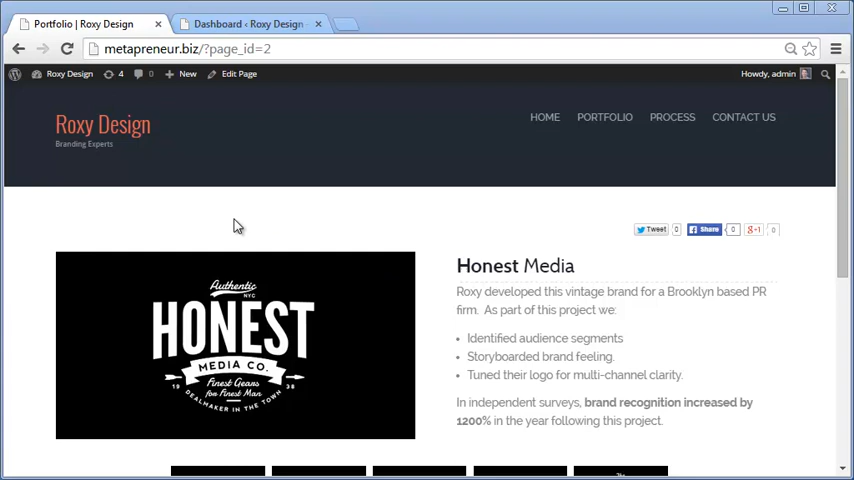 Portfolio | Roxy Design
Dashboard ‹ Roxy Design
metapreneur.biz/?page_id=2
Roxy Design
4
0
New
Edit Page
Howdy, admin
Roxy Design
Branding Experts
HOME
PORTFOLIO
PROCESS
CONTACT US
Tweet
0
Share
0
g+1
0
Authentic
NYC
HONEST
MEDIA CO.
19
36
Finest Gears
for Finest Man
DEALMAKER IN THE TOWN
Honest Media
Roxy developed this vintage brand for a Brooklyn based PR
firm. As part of this project we:
• Identified audience segments
• Storyboarded brand feeling.
• Tuned their logo for multi-channel clarity.
In independent surveys, brand recognition increased by
1200% in the year following this project.